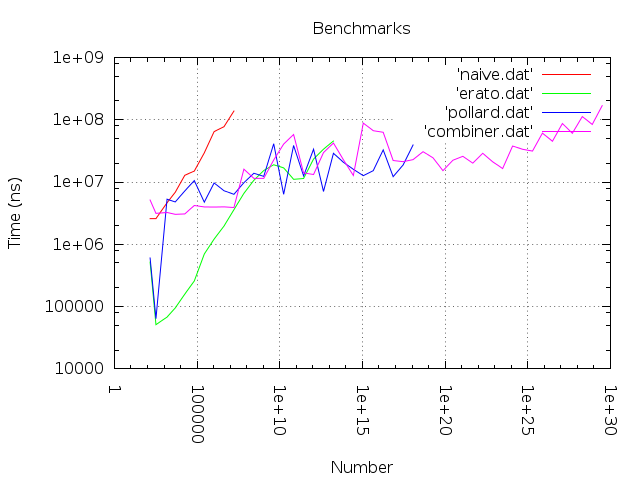 Benchmarks
1e+09
1e+08
1e+07
1e+06
100000
10000
Time (ns)
'naive.dat'
'erato.dat'
'pollard.dat'
'combiner.dat'
1
100000
1e+10
1e+15
1e+20
1e+25
1e+30
Number